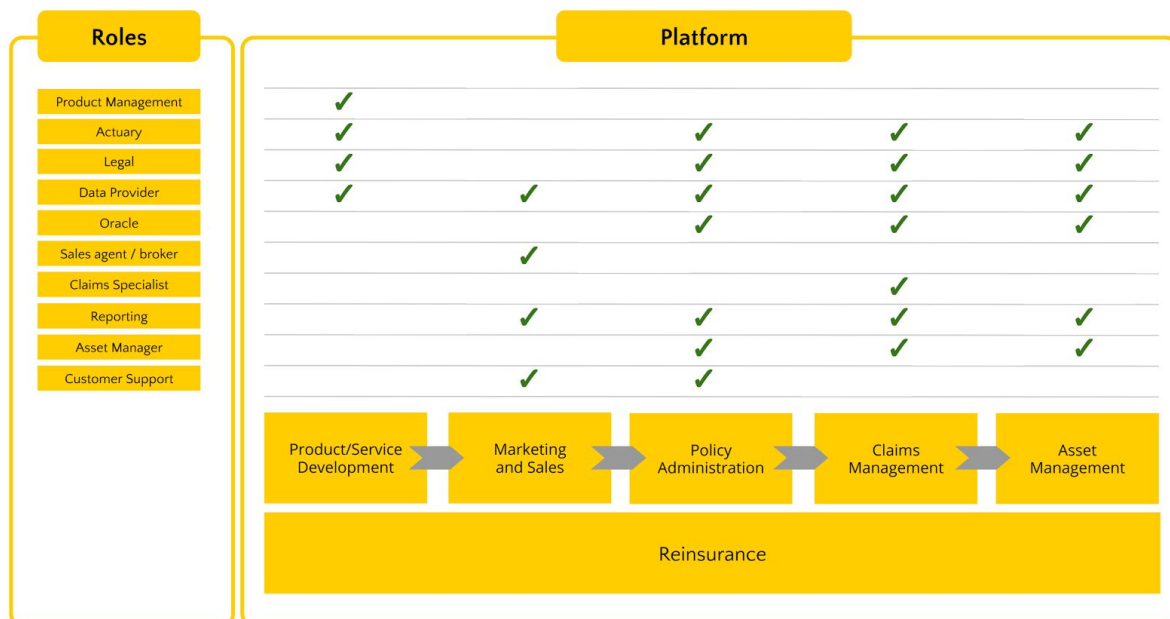 Roles
Platform
Product Management
Actuary
Legal
Data Provider
Oracle
Sales agent / broker
Claims Specialist
Reporting
Asset Manager
Customer Support
Product/Service
Development
Marketing
and Sales
Policy
Administration
Claims
Management
Asset
Management
Reinsurance